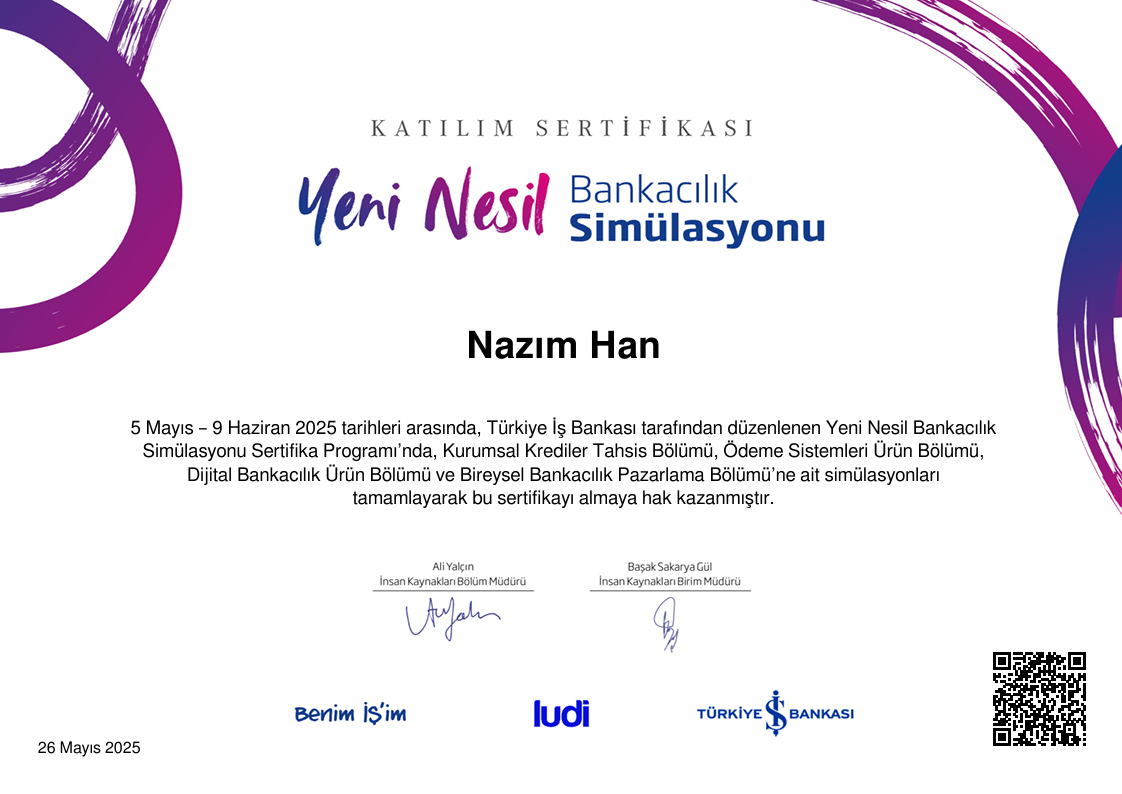 KATILIM SERTİFİKASI
Yeni Nesil Bankacılık Simülasyonu
Nazım Han
5 Mayıs – 9 Haziran 2025 tarihleri arasında, Türkiye İş Bankası tarafından düzenlenen Yeni Nesil Bankacılık
Simülasyonu Sertifika Programı’nda, Kurumsal Krediler Tahsis Bölümü, Ödeme Sistemleri Ürün Bölümü,
Dijital Bankacılık Ürün Bölümü ve Bireysel Bankacılık Pazarlama Bölümü’ne ait simülasyonları
tamamlayarak bu sertifikayı almaya hak kazanmıştır.
Ali Yalçın
İnsan Kaynakları Bölüm Müdürü
Başak Sakarya Gül
İnsan Kaynakları Birim Müdürü
Benim İŞ'im
ludi
TÜRKİYE İŞ BANKASI
26 Mayıs 2025